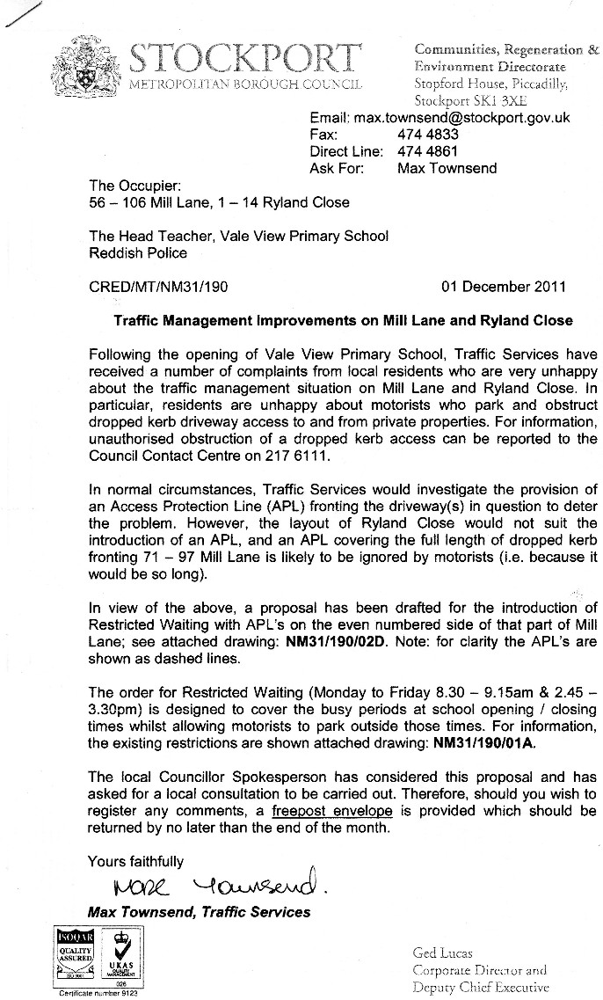 STOCKPORT
METROPOLITAN BOROUGH COUNCIL
Communities, Regeneration &
Environment Directorate
Stopford House, Piccadilly,
Stockport SK1 3XE
Email: max.townsend@stockport.gov.uk
Fax: 474 4833
Direct Line: 474 4861
Ask For: Max Townsend
The Occupier:
56 – 106 Mill Lane, 1 – 14 Ryland Close
The Head Teacher, Vale View Primary School
Reddish Police
CRED/MT/NM31/190 01 December 2011
Traffic Management Improvements on Mill Lane and Ryland Close
Following the opening of Vale View Primary School, Traffic Services have
received a number of complaints from local residents who are very unhappy
about the traffic management situation on Mill Lane and Ryland Close. In
particular, residents are unhappy about motorists who park and obstruct
dropped kerb driveway access to and from private properties. For information,
unauthorised obstruction of a dropped kerb access can be reported to the
Council Contact Centre on 217 6111.
In normal circumstances, Traffic Services would investigate the provision of
an Access Protection Line (APL) fronting the driveway(s) in question to deter
the problem. However, the layout of Ryland Close would not suit the
introduction of an APL, and an APL covering the full length of dropped kerb
fronting 71 – 97 Mill Lane is likely to be ignored by motorists (i.e. because it
would be so long).
In view of the above, a proposal has been drafted for the introduction of
Restricted Waiting with APL's on the even numbered side of that part of Mill
Lane; see attached drawing: NM31/190/02D. Note: for clarity the APL's are
shown as dashed lines.
The order for Restricted Waiting (Monday to Friday 8.30 – 9.15am & 2.45 –
3.30pm) is designed to cover the busy periods at school opening / closing
times whilst allowing motorists to park outside those times. For information,
the existing restrictions are shown attached drawing: NM31/190/01A.
The local Councillor Spokesperson has considered this proposal and has
asked for a local consultation to be carried out. Therefore, should you wish to
register any comments, a freepost envelope is provided which should be
returned by no later than the end of the month.
Yours faithfully
Max Townsend.
Max Townsend, Traffic Services
ISOQAR
QUALITY
ASSURED
ISO 9001
UKAS
QUALITY
MANAGEMENT
026
Certificate number 9123
Ged Lucas
Corporate Director and
Deputy Chief Executive